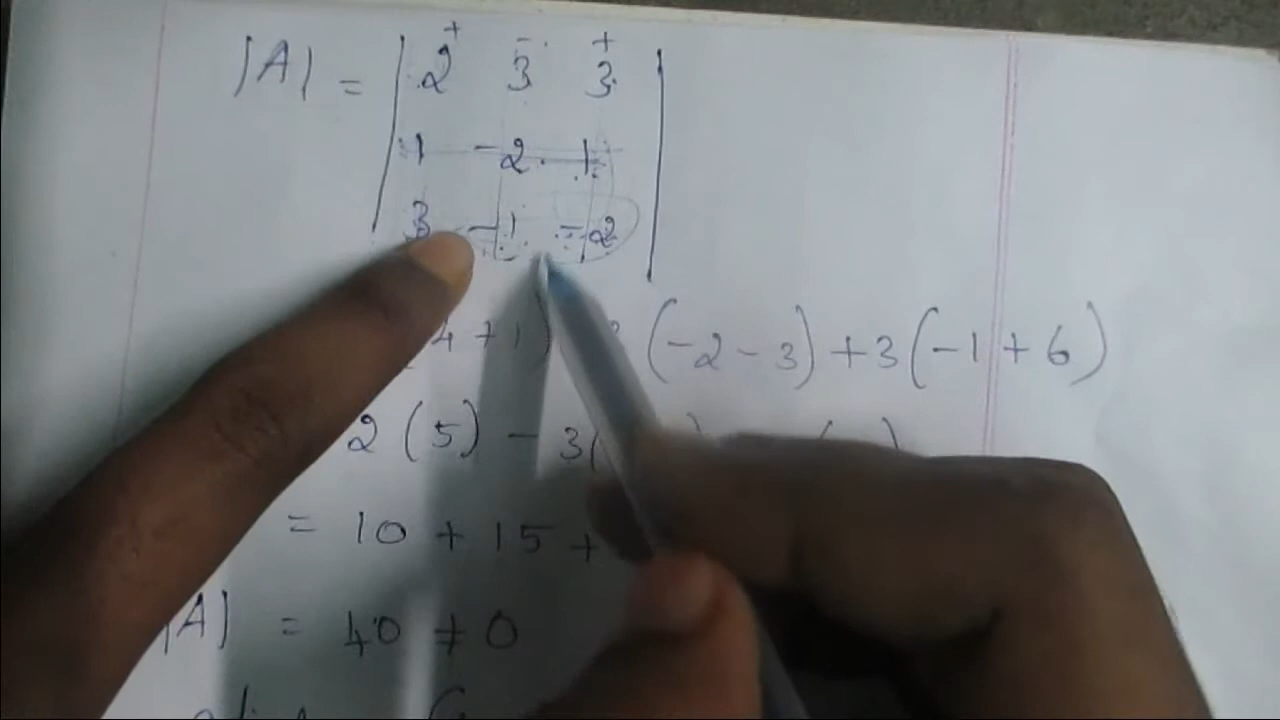 + - +
|A| = | 2 3 3 |
1 -2 1
3 -1 -2
4 + 1) (-2 - 3) + 3(-1 + 6)
2(5) - 3(
= 10 + 15 +
|A| = 40 ≠ 0